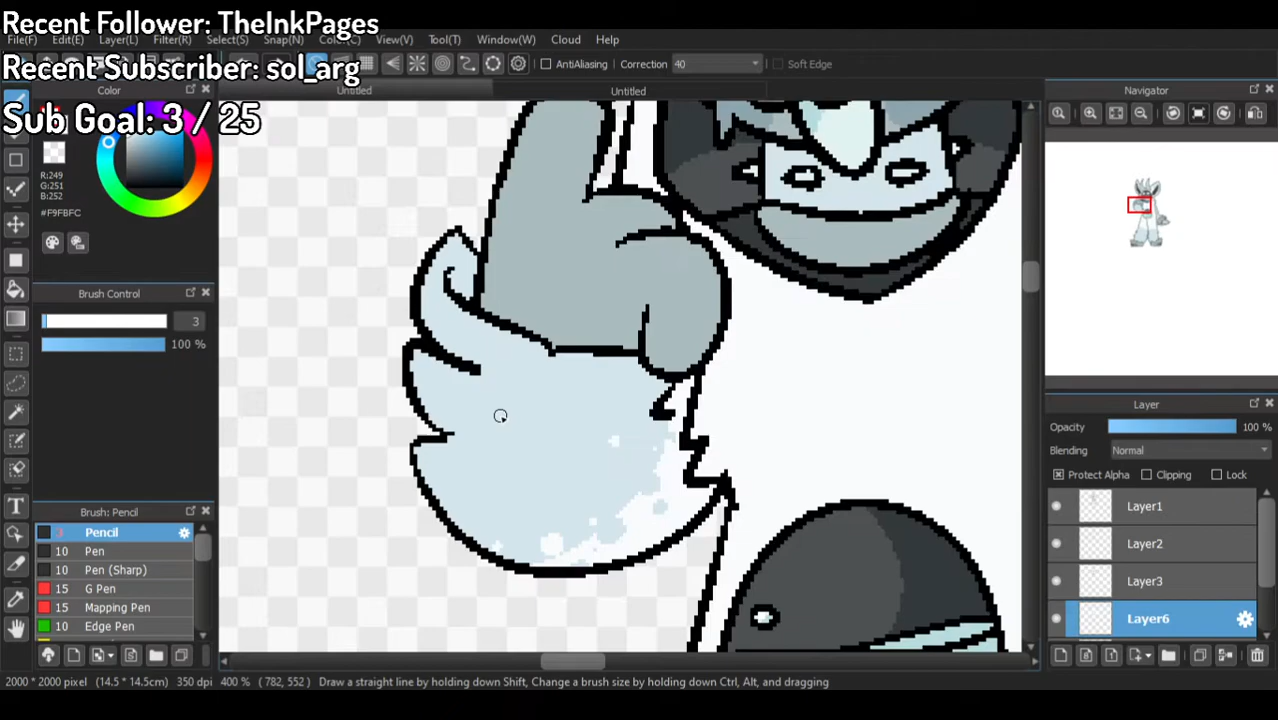 Recent Follower: TheInkPages
File(F) Edit(E) Layer(L) Filter(R) Select(S) Snap(N) Color(C) View(V) Tool(T) Window(W) Cloud Help
Recent Subscriber: sol_arg
AntiAliasing Correction 40 Soft Edge
Color Untitled Untitled Navigator
Sub Goal: 3 / 25
R:249
G:251
B:252
#F9FBFC
Brush Control
3
100 %
Layer
Opacity 100 %
Blending Normal
Protect Alpha Clipping Lock
Layer1
Layer2
Layer3
Layer6
Brush: Pencil
3 Pencil
10 Pen
10 Pen (Sharp)
15 G Pen
15 Mapping Pen
10 Edge Pen
2000 * 2000 pixel (14.5 * 14.5cm) 350 dpi 400 % ( 782, 552 ) Draw a straight line by holding down Shift, Change a brush size by holding down Ctrl, Alt, and dragging